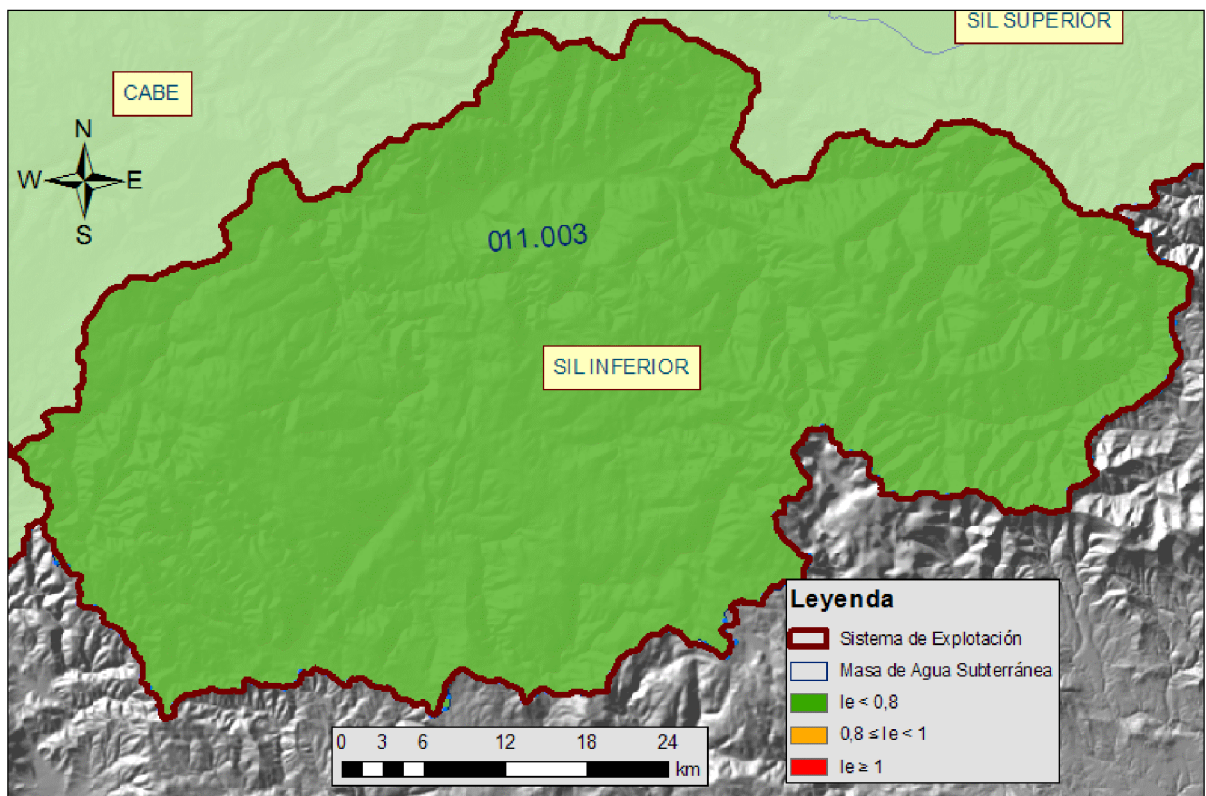 SIL SUPERIOR
CABE
N
W E
S
011.003
SIL INFERIOR
Leyenda
Sistema de Explotación
Masa de Agua Subterránea
Ie < 0,8
0,8 ≤ Ie < 1
Ie ≥ 1
0 3 6 12 18 24
km